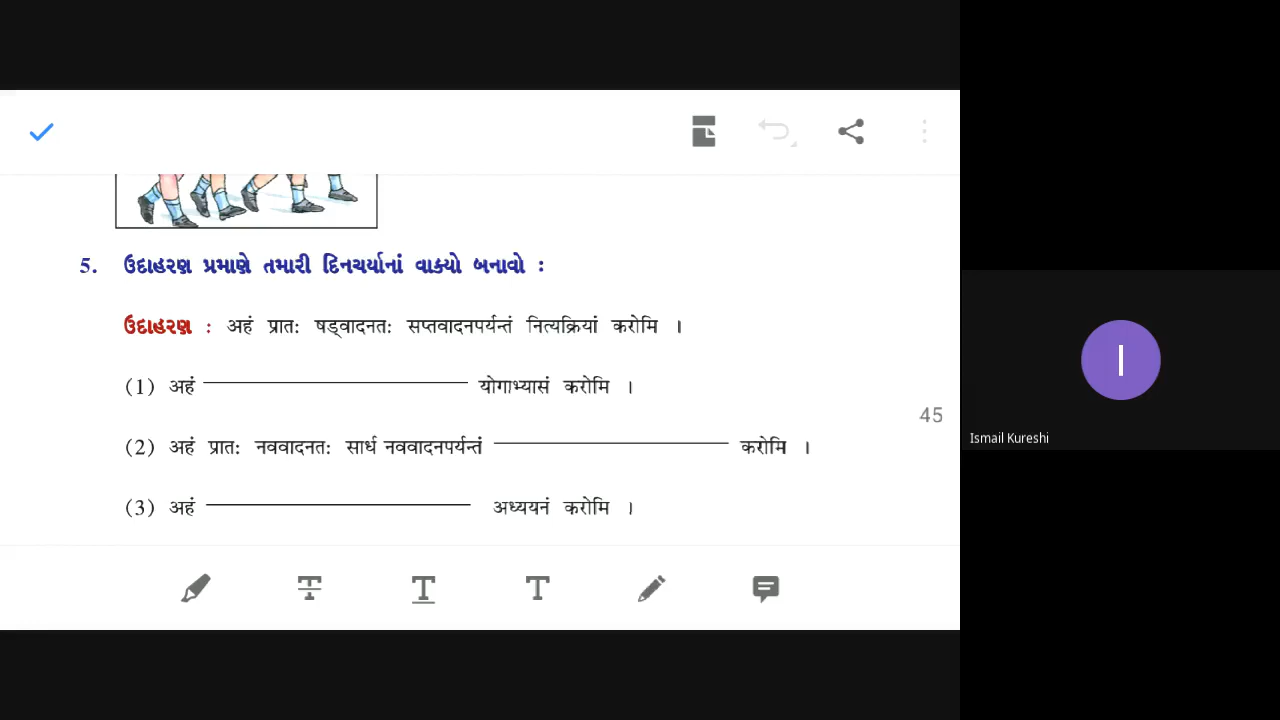 5. ઉદાહરણ પ્રમાણે તમારી દિનચર્યાનાં વાક્યો બનાવો :
ઉદાહરણ : अहं प्रातः षड्वादनतः सप्तवादनपर्यन्तं नित्यक्रियां करोमि ।
(1) अहं योगाभ्यासं करोमि ।
45
(2) अहं प्रातः नववादनतः सार्ध नववादनपर्यन्तं करोमि ।
(3) अहं अध्ययनं करोमि ।
I
Ismail Kureshi